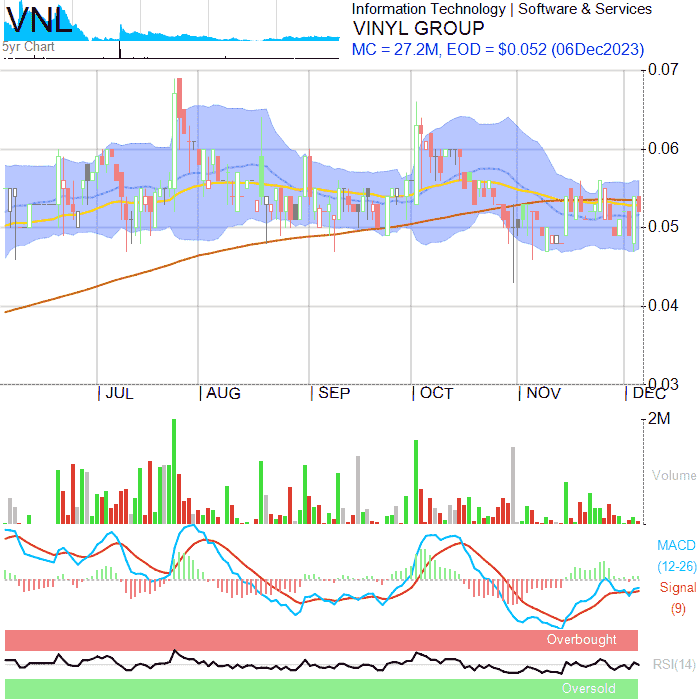 VNL
5yr Chart
Information Technology | Software & Services
VINYL GROUP
MC = 27.2M, EOD = $0.052 (06Dec2023)
0.07
0.06
0.05
0.04
0.03
JUL
AUG
SEP
OCT
NOV
DEC
2M
Volume
MACD
(12-26)
Signal
(9)
Overbought
RSI(14)
Oversold